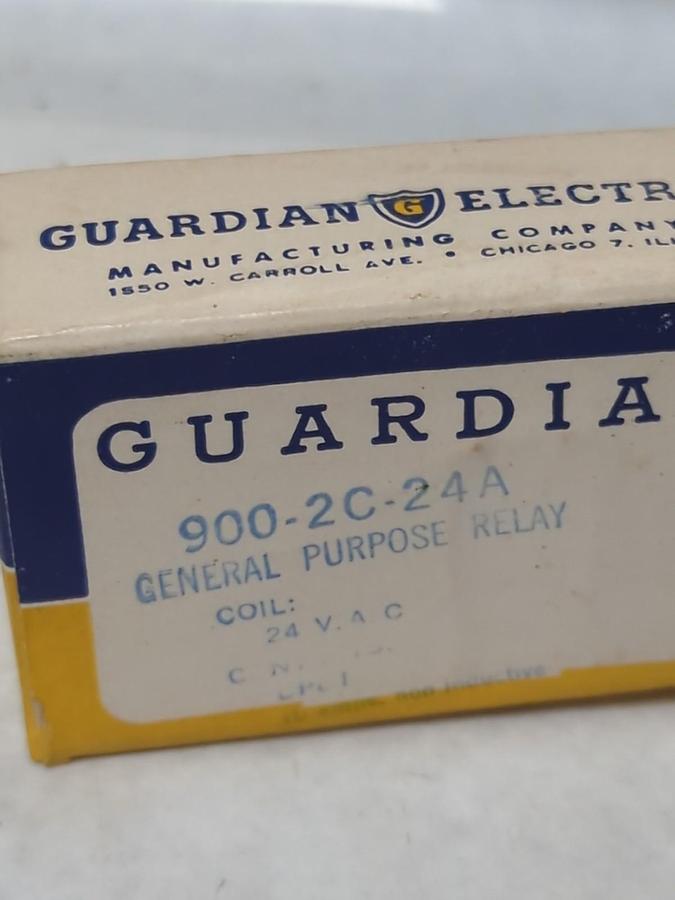 GUARDIAN G ELECTR
MANUFACTURING COMPANY
1550 W. CARROLL AVE. • CHICAGO 7, ILL
GUARDIA
900-2C-24A
GENERAL PURPOSE RELAY
COIL:
24 V.A C